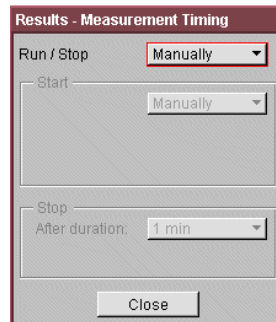 Results - Measurement Timing
Run / Stop Manually
Start
Manually
Stop
After duration: 1 min
Close